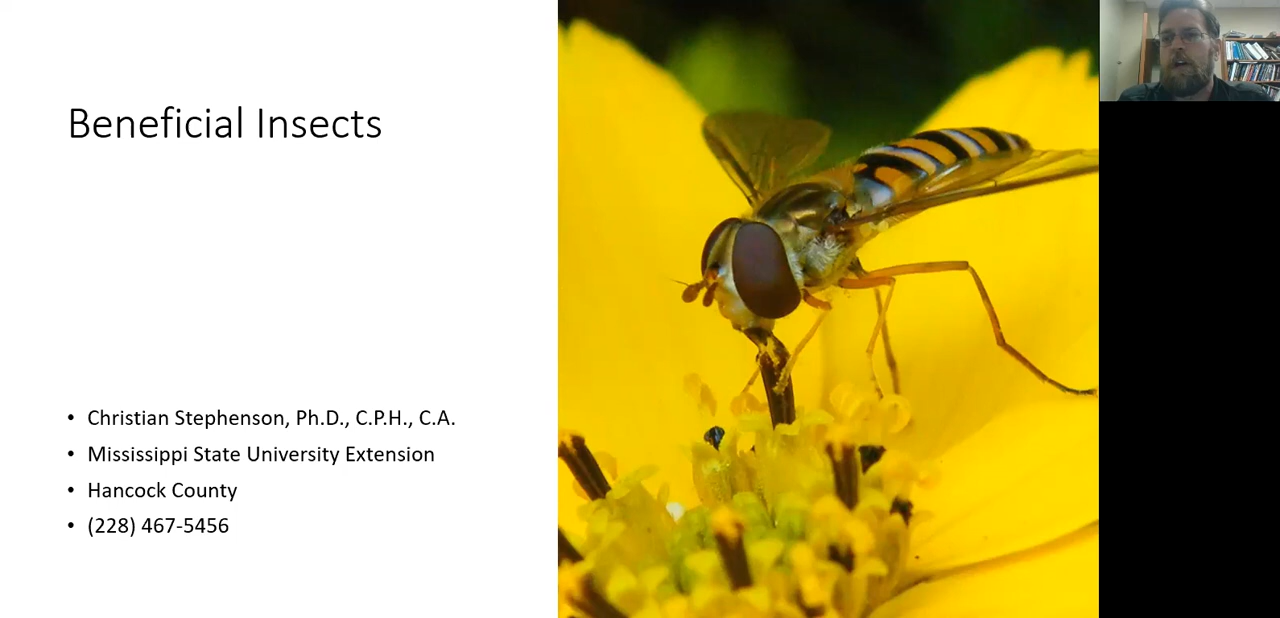 Beneficial Insects
• Christian Stephenson, Ph.D., C.P.H., C.A.
• Mississippi State University Extension
• Hancock County
• (228) 467-5456